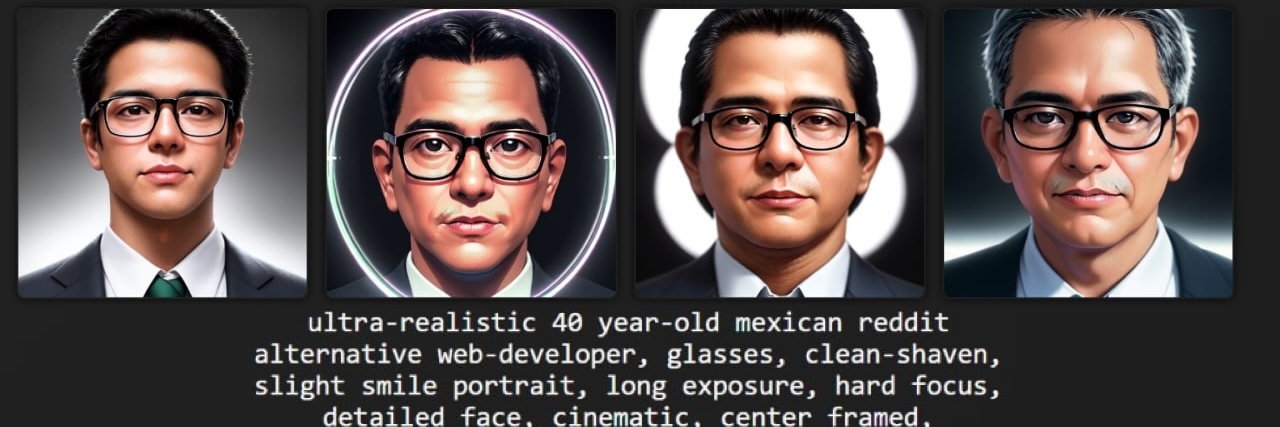 ultra-realistic 40 year-old mexican reddit
alternative web-developer, glasses, clean-shaven,
slight smile portrait, long exposure, hard focus,
detailed face, cinematic, center framed,